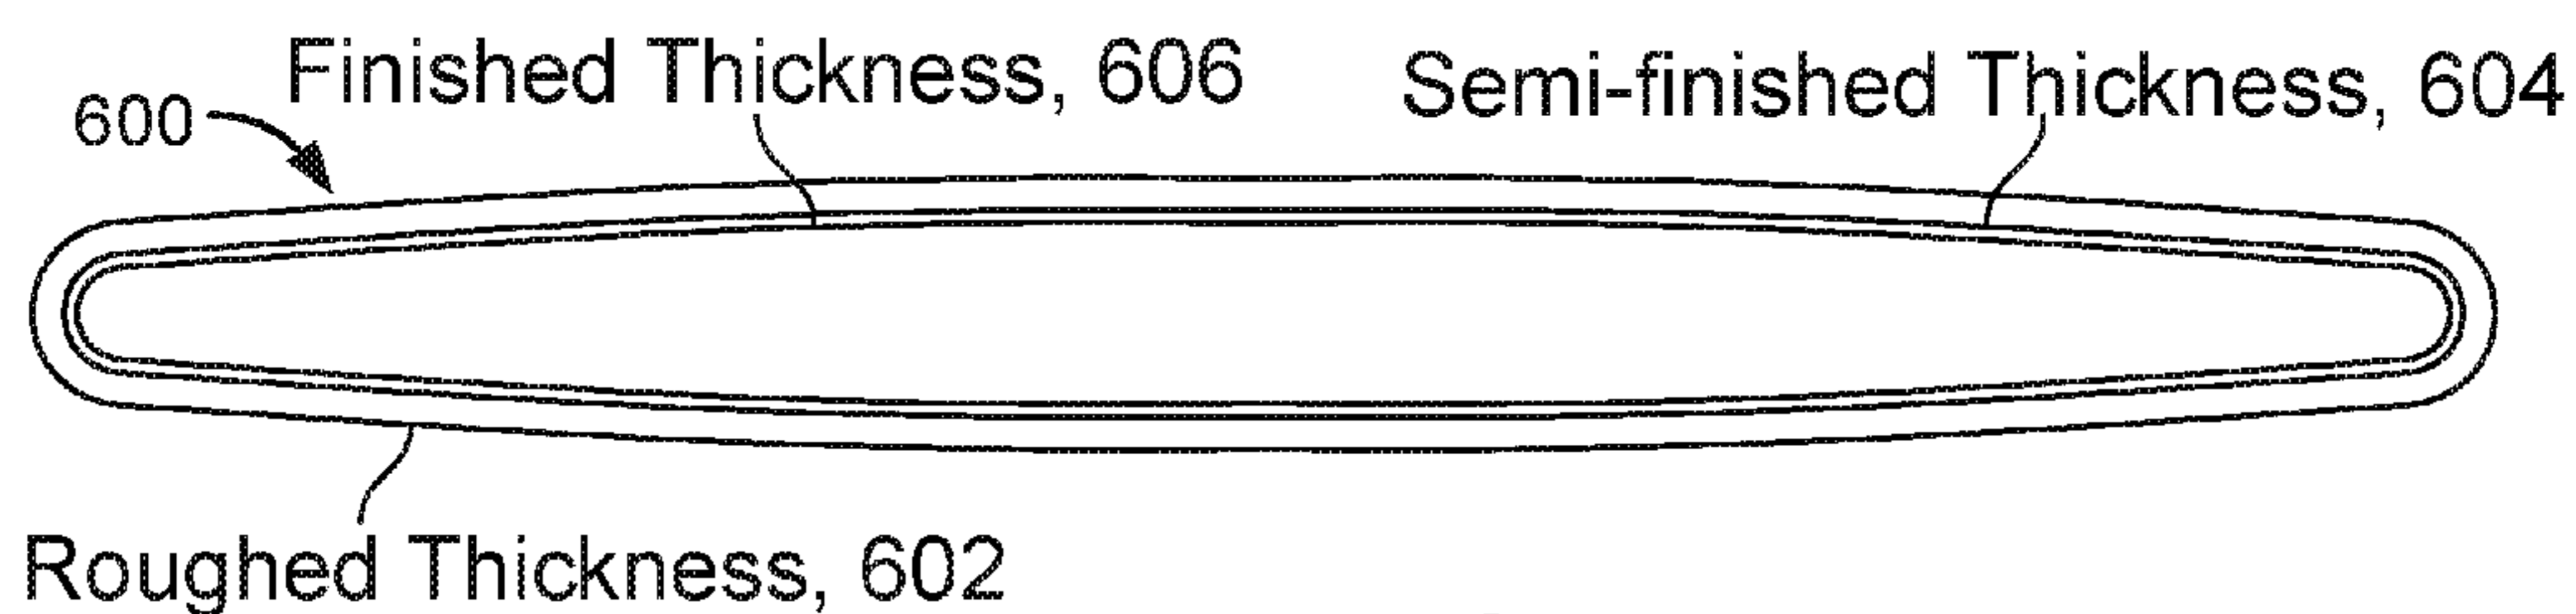 Finished Thickness, 606
Semi-finished Thickness, 604
600
Roughed Thickness, 602